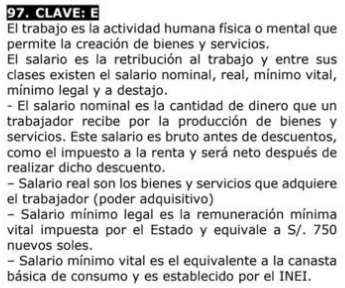 97. CLAVE: E
El trabajo es la actividad humana física o mental que
permite la creación de bienes y servicios.
El salario es la retribución al trabajo y entre sus
clases existen el salario nominal, real, mínimo vital,
mínimo legal y a destajo.
- El salario nominal es la cantidad de dinero que un
trabajador recibe por la producción de bienes y
servicios. Este salario es bruto antes de descuentos,
como el impuesto a la renta y será neto después de
realizar dicho descuento.
– Salario real son los bienes y servicios que adquiere
el trabajador (poder adquisitivo)
– Salario mínimo legal es la remuneración mínima
vital impuesta por el Estado y equivale a S/. 750
nuevos soles.
– Salario mínimo vital es el equivalente a la canasta
básica de consumo y es establecido por el INEI.